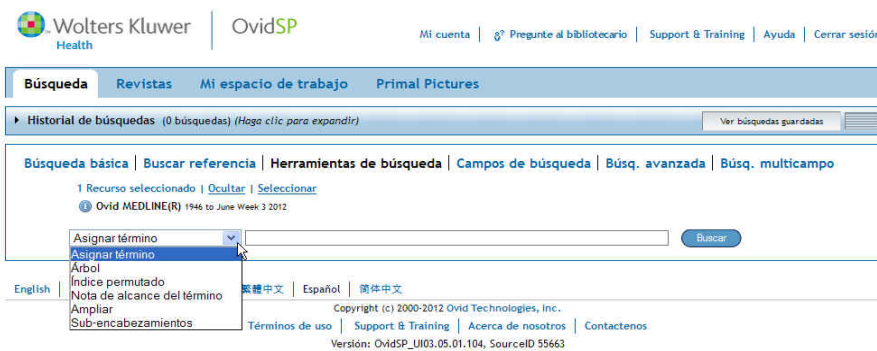 Wolters Kluwer
Health
OvidSP
Mi cuenta | Pregunte al bibliotecario | Support & Training | Ayuda | Cerrar sesión
Búsqueda Revistas Mi espacio de trabajo Primal Pictures
Historial de búsquedas (0 búsquedas) (Haga clic para expandir) Ver búsquedas guardadas
Búsqueda básica | Buscar referencia | Herramientas de búsqueda | Campos de búsqueda | Búsq. avanzada | Búsq. multicampo
1 Recurso seleccionado | Ocultar | Seleccionar
Ovid MEDLINE(R) 1946 to June Week 3 2012
Asignar término Buscar
Asignar término
Árbol
Índice permutado
Nota de alcance del término
Ampliar
Sub-encabezamientos
English | 繁體中文 | Español | 简体中文
Copyright (c) 2000-2012 Ovid Technologies, Inc.
Términos de uso | Support & Training | Acerca de nosotros | Contactenos
Versión: OvidSP_UI03.05.01.104, SourceID 55663